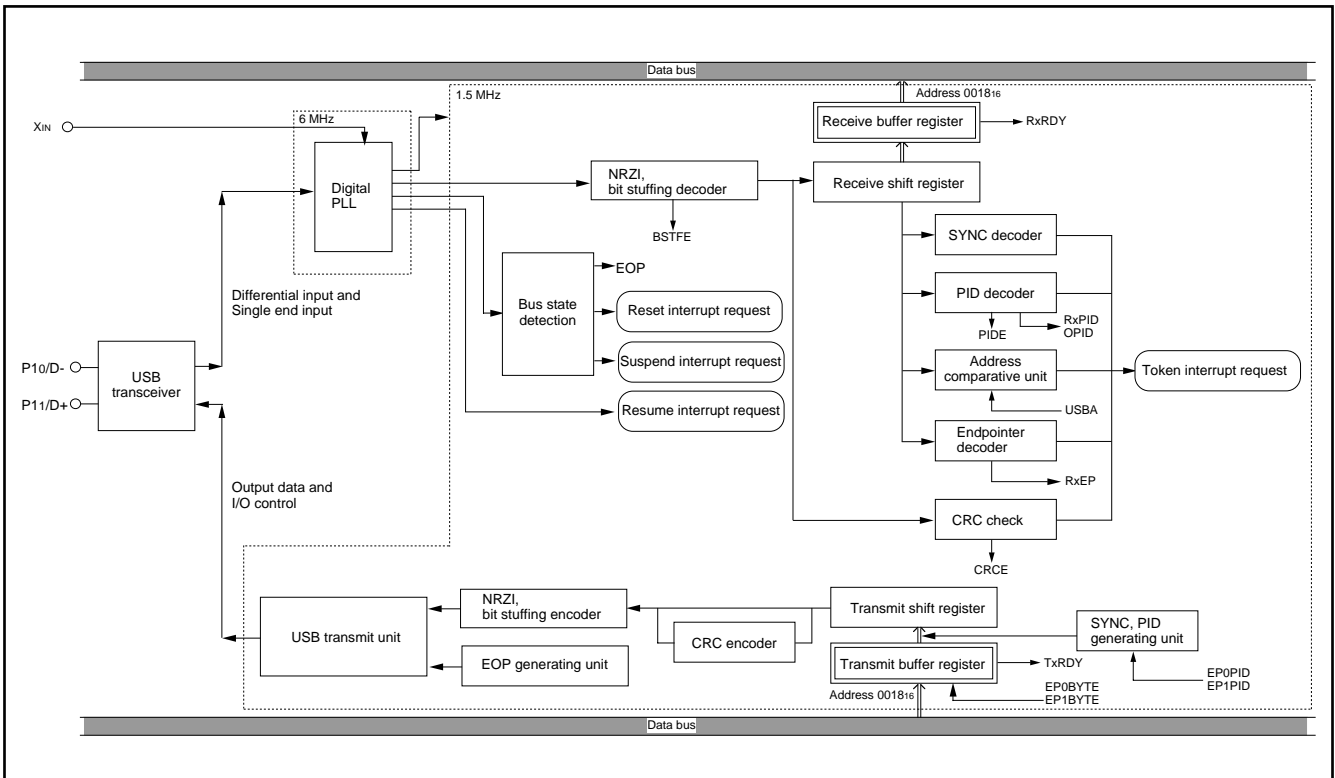 Data bus
1.5 MHz
Address 001816
6 MHz
XIN
Receive buffer register
RxRDY
Digital
PLL
NRZI,
bit stuffing decoder
Receive shift register
BSTFE
SYNC decoder
EOP
Differential input and
Single end input
Bus state
detection
Reset interrupt request
PID decoder
PIDE
RxPID
OPID
Suspend interrupt request
Address
comparative unit
Token interrupt request
P10/D-
P11/D+
USB
transceiver
Resume interrupt request
USBA
Endpointer
decoder
RxEP
Output data and
I/O control
CRC check
CRCE
NRZI,
bit stuffing encoder
Transmit shift register
USB transmit unit
CRC encoder
SYNC, PID
generating unit
EOP generating unit
Transmit buffer register
TxRDY
EP0PID
EP1PID
Address 001816
EP0BYTE
EP1BYTE
Data bus